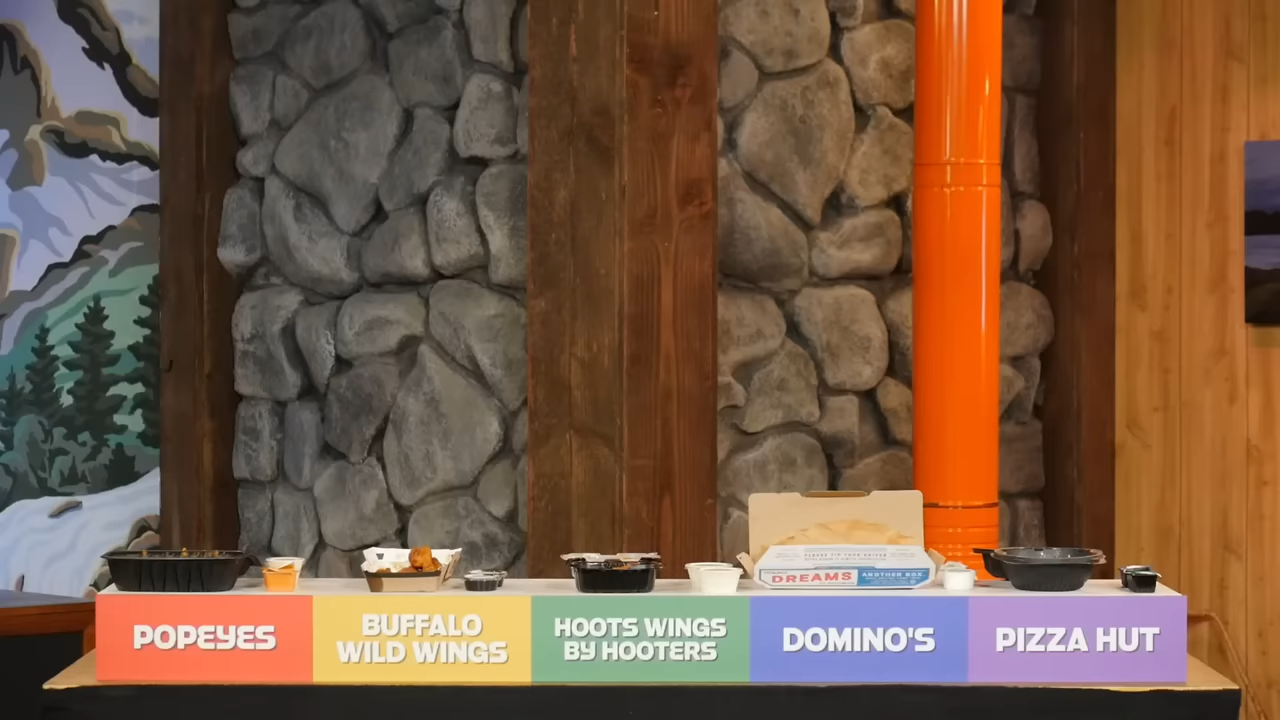 DREAMS
ANOTHER BOX.
POPEYES
BUFFALO
WILD WINGS
HOOTS WINGS
BY HOOTERS
DOMINO'S
PIZZA HUT